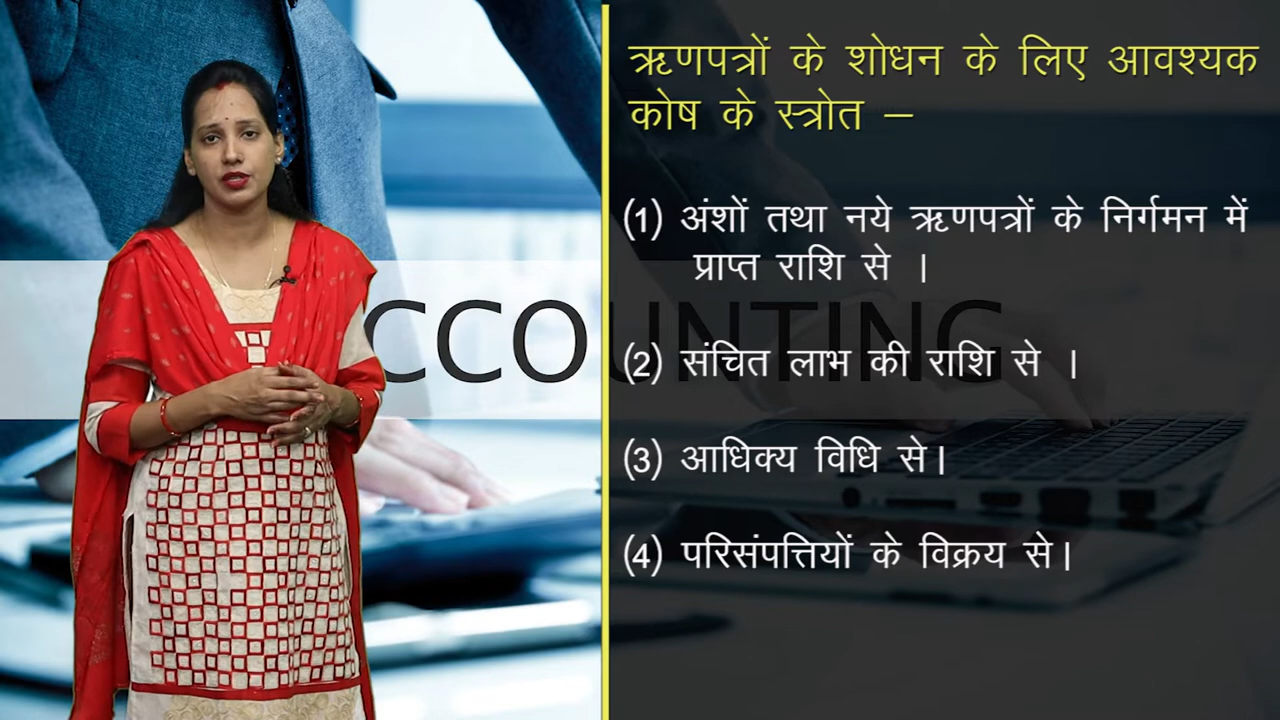 ऋणपत्रों के शोधन के लिए आवश्यक
कोष के स्त्रोत –
(1) अंशों तथा नये ऋणपत्रों के निर्गमन में
प्राप्त राशि से ।
(2) संचित लाभ की राशि से ।
(3) आधिक्य विधि से।
(4) परिसंपत्तियों के विक्रय से।
CCOUNTING